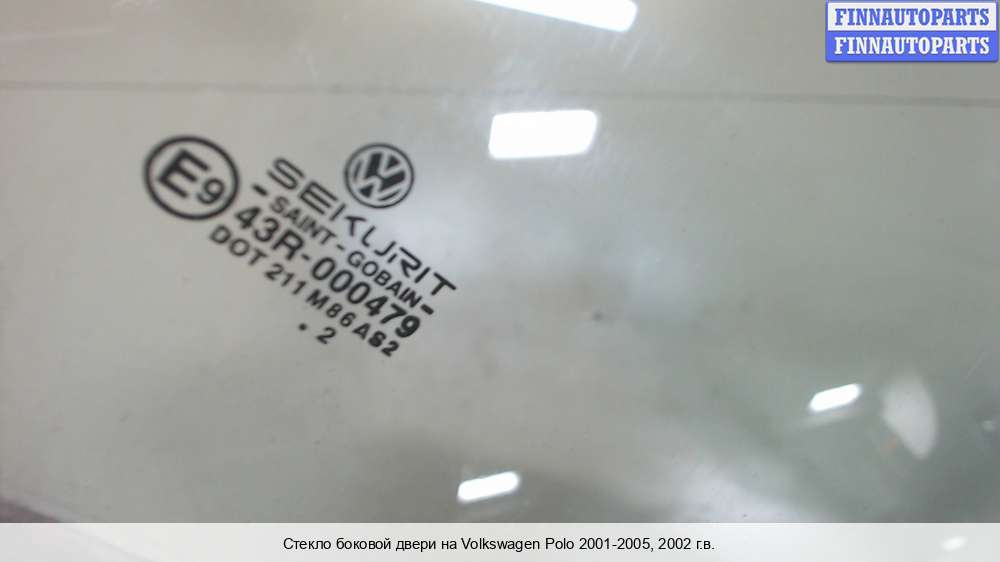 FINNAUTOPARTS
FINNAUTOPARTS
E9
SEKURIT
- SAINT - GOBAIN -
43R-000479
DOT 211 M86 AS2
. 2
Стекло боковой двери на Volkswagen Polo 2001-2005, 2002 г.в.